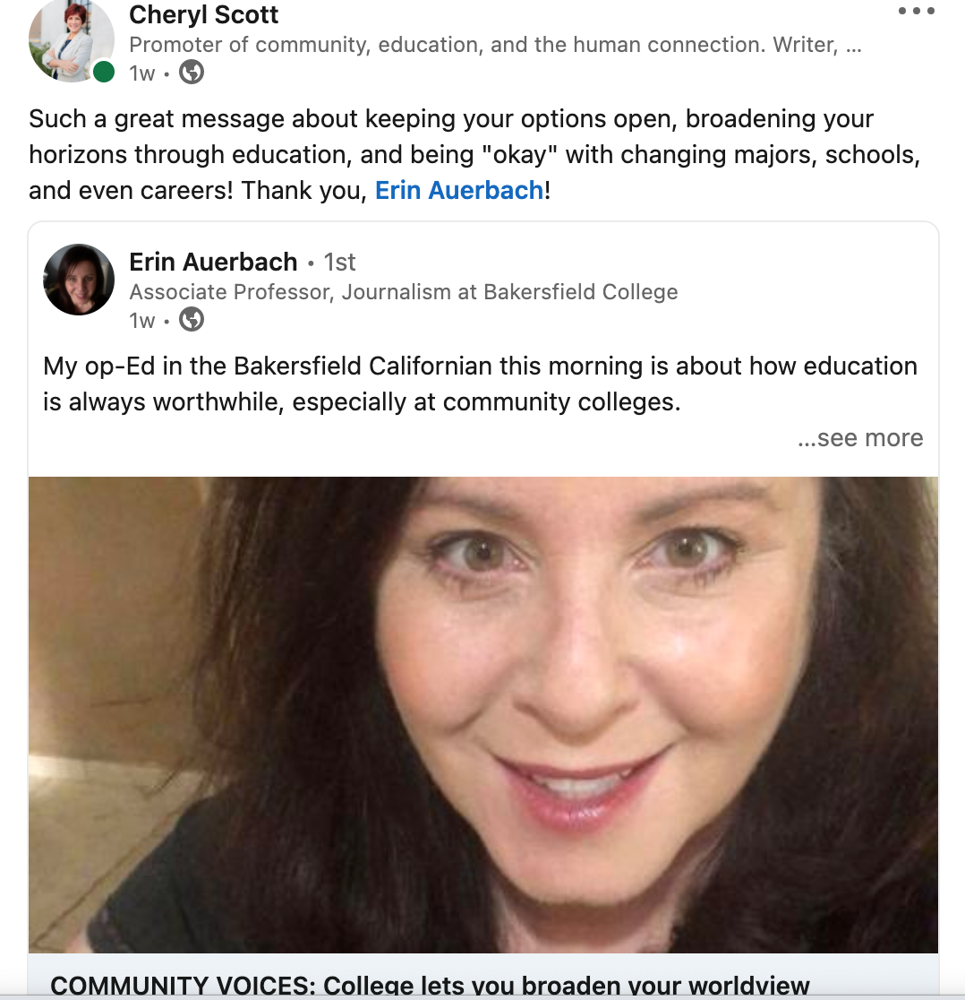 Cheryl Scott
Promoter of community, education, and the human connection. Writer, ...
1w •
Such a great message about keeping your options open, broadening your
horizons through education, and being "okay" with changing majors, schools,
and even careers! Thank you, Erin Auerbach!
Erin Auerbach • 1st
Associate Professor, Journalism at Bakersfield College
1w •
My op-Ed in the Bakersfield Californian this morning is about how education
is always worthwhile, especially at community colleges.
...see more
COMMUNITY VOICES: College lets you broaden your worldview